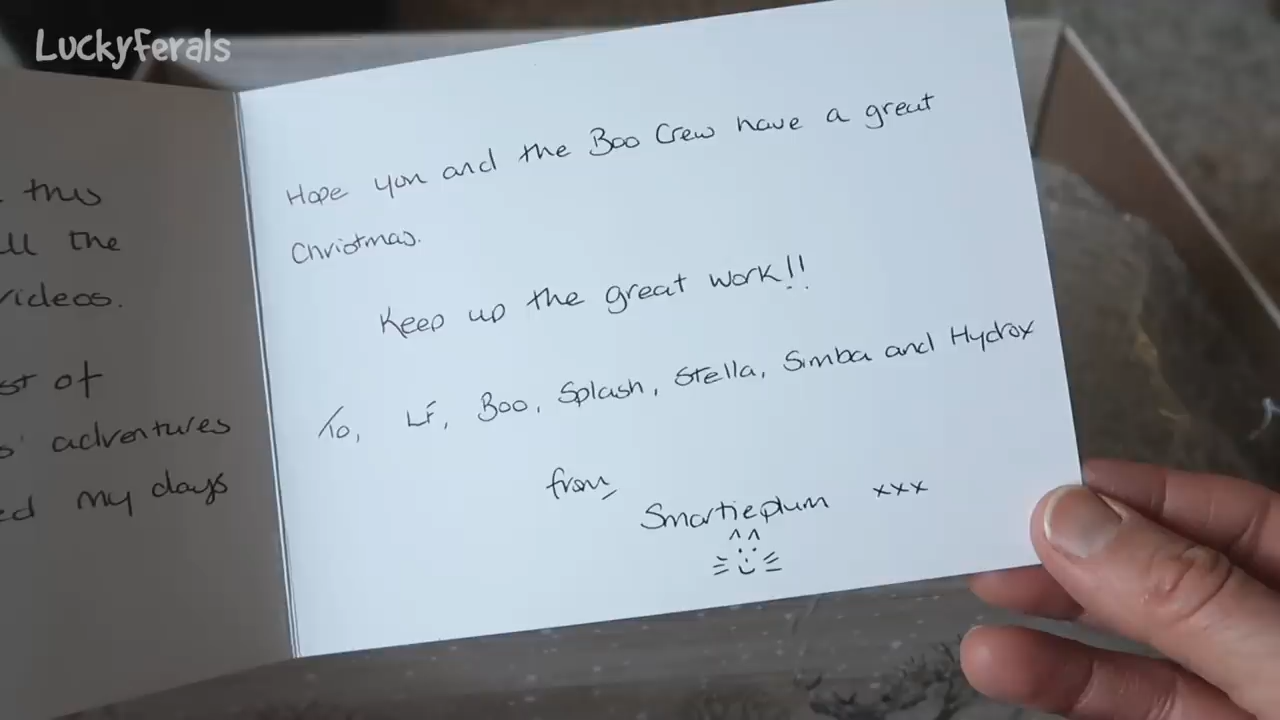 LuckyFerals
this
the
videos.
of
adventures
my days
Hope you and the Boo Crew have a great
Christmas.
Keep up the great work!!
To, LF, Boo, Splash, Stella, Simba and Hydrox
from
Smartieplum xxx